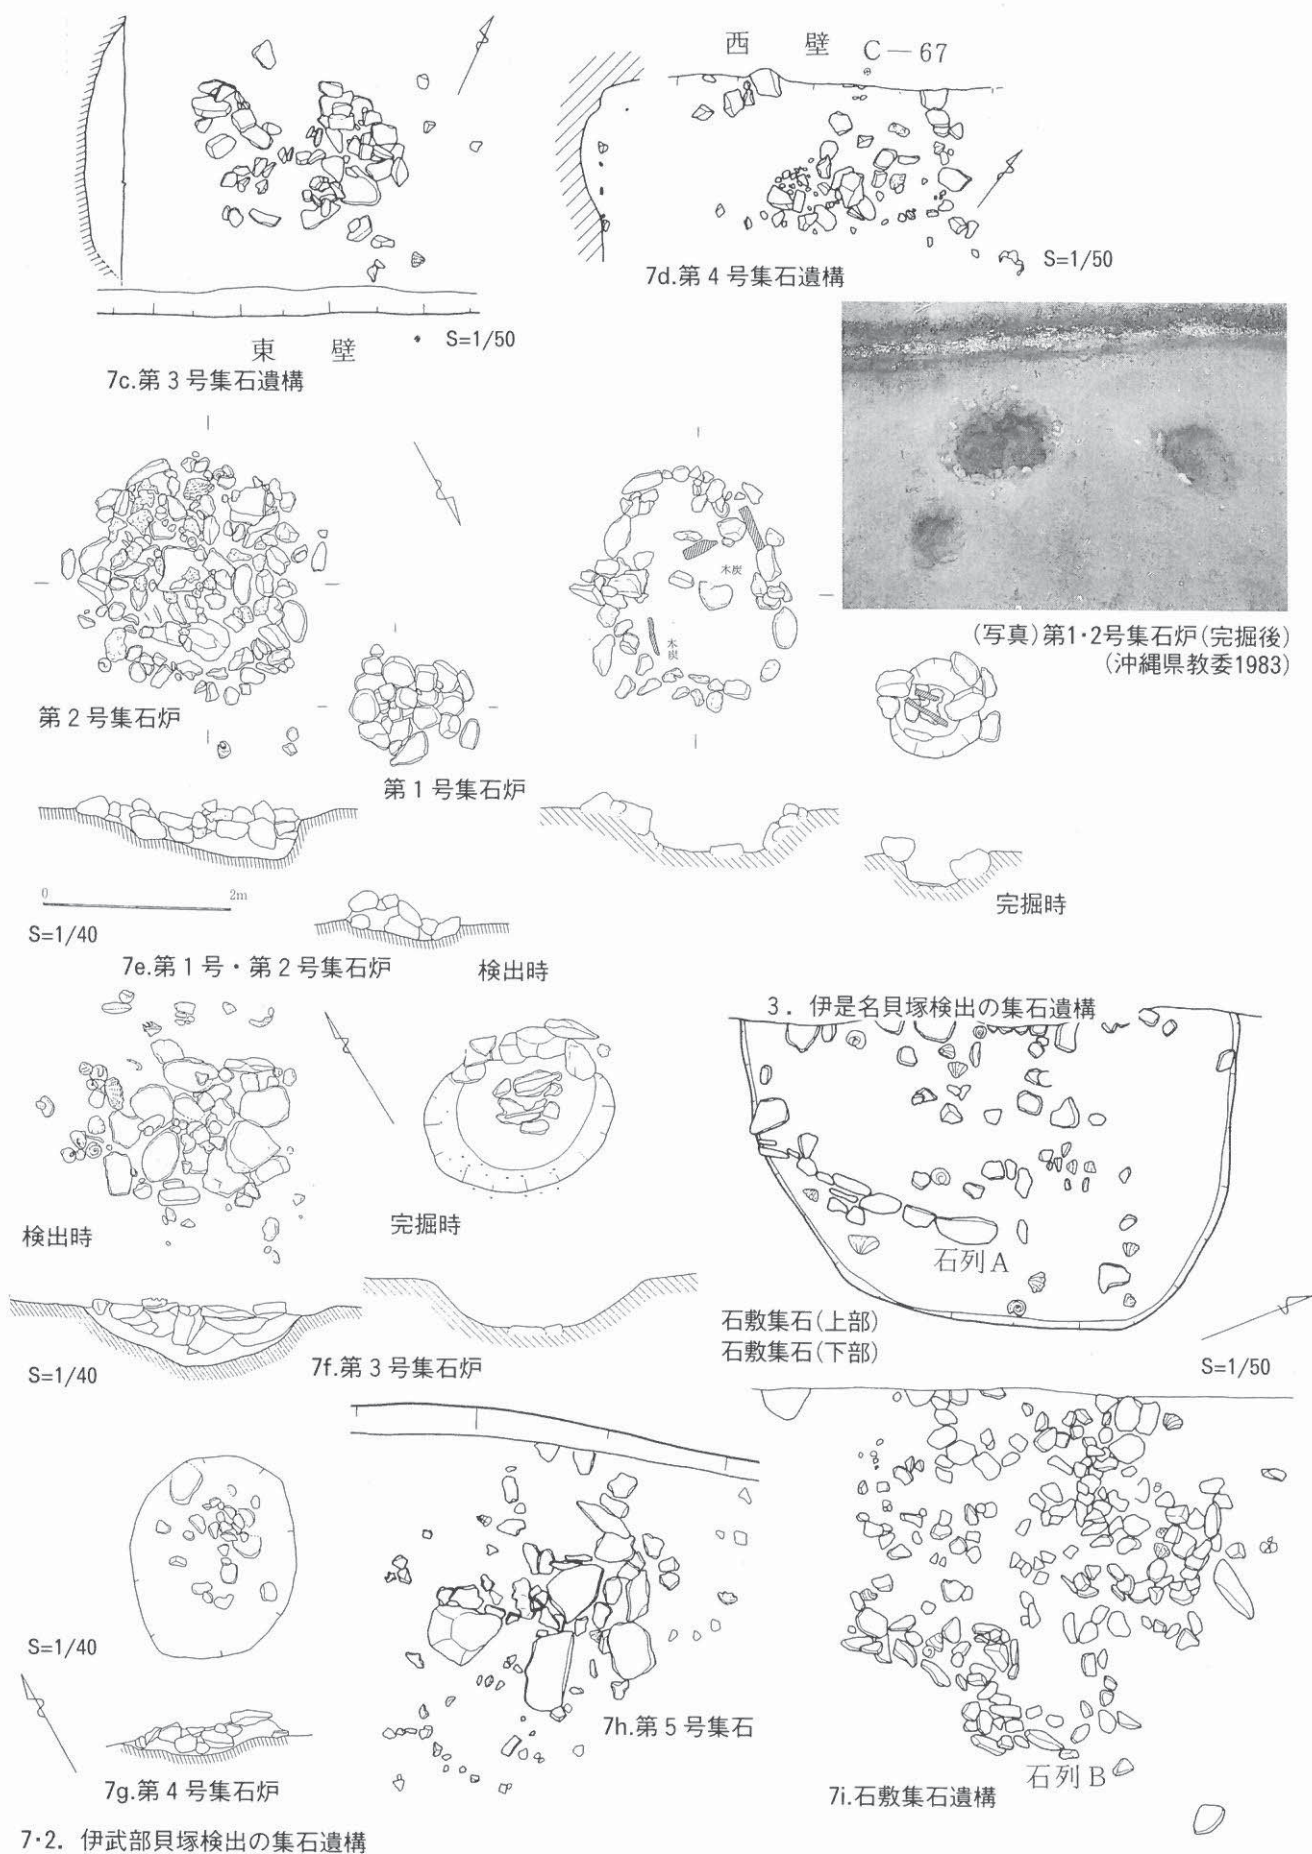 西 壁 C—67
S=1/50
7d.第4号集石遺構
東 壁
S=1/50
7c.第3号集石遺構
(写真)第1・2号集石炉(完掘後)
(沖縄県教委1983)
木炭
木炭
第2号集石炉
第1号集石炉
0 2m
S=1/40
完掘時
7e.第1号・第2号集石炉
検出時
3．伊是名貝塚検出の集石遺構
検出時
完掘時
石列A
石敷集石(上部)
石敷集石(下部)
S=1/50
S=1/40
7f.第3号集石炉
S=1/40
7h.第5号集石
石列B
7g.第4号集石炉
7i.石敷集石遺構
7・2．伊武部貝塚検出の集石遺構